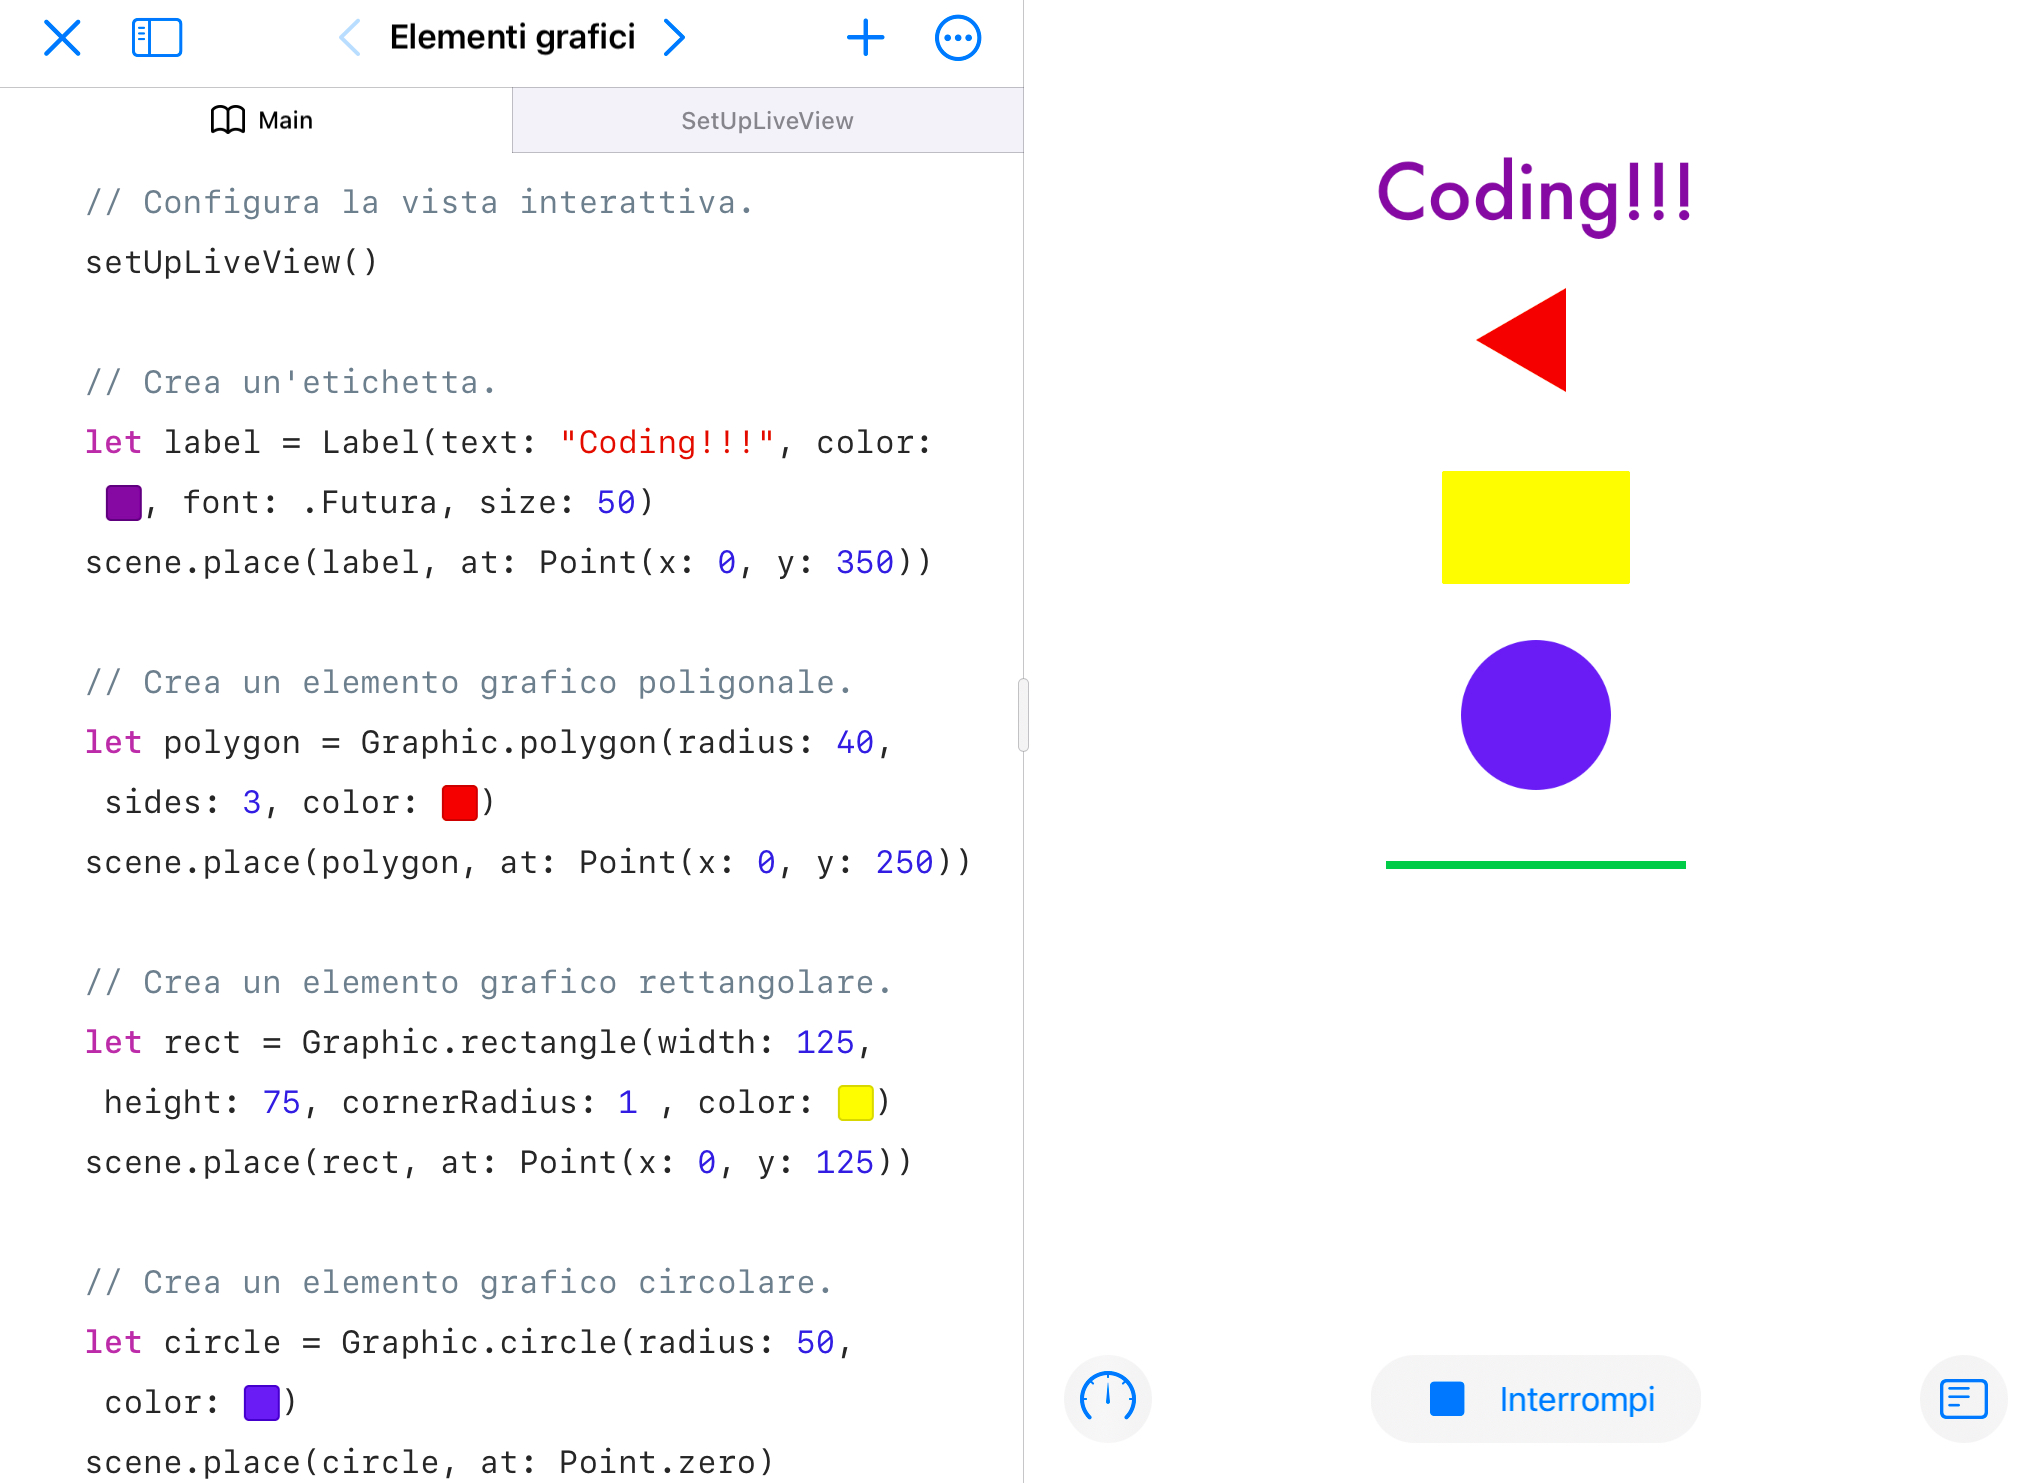 Elementi grafici
Main
SetUpLiveView
// Configura la vista interattiva.
setUpLiveView()
// Crea un'etichetta.
let label = Label(text: "Coding!!!", color:
, font: .Futura, size: 50)
scene.place(label, at: Point(x: 0, y: 350))
// Crea un elemento grafico poligonale.
let polygon = Graphic.polygon(radius: 40,
sides: 3, color: )
scene.place(polygon, at: Point(x: 0, y: 250))
// Crea un elemento grafico rettangolare.
let rect = Graphic.rectangle(width: 125,
height: 75, cornerRadius: 1 , color: )
scene.place(rect, at: Point(x: 0, y: 125))
// Crea un elemento grafico circolare.
let circle = Graphic.circle(radius: 50,
color: )
scene.place(circle, at: Point.zero)
Coding!!!
Interrompi